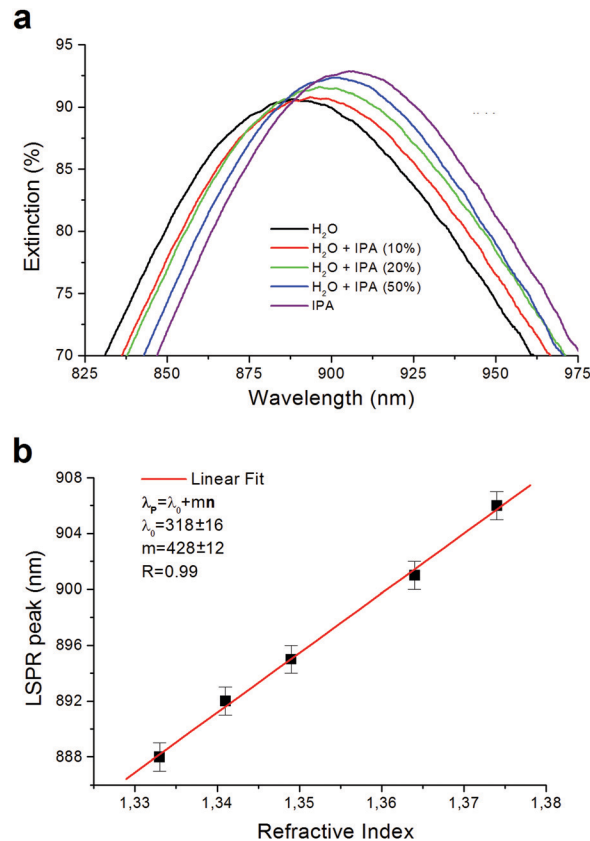 a
95
90
85
80
75
70
Extinction (%)
H₂O
H₂O + IPA (10%)
H₂O + IPA (20%)
H₂O + IPA (50%)
IPA
825 850 875 900 925 950 975
Wavelength (nm)
b
908
904
900
896
892
888
LSPR peak (nm)
Linear Fit
λₚ=λ₀+mn
λ₀=318±16
m=428±12
R=0.99
1,33 1,34 1,35 1,36 1,37 1,38
Refractive Index